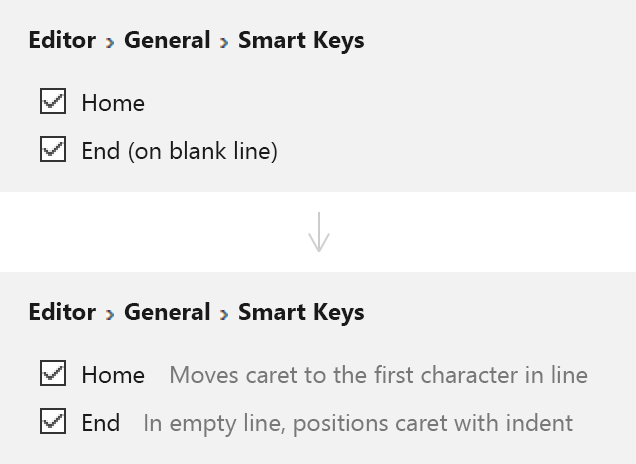 Editor › General › Smart Keys
Home
End (on blank line)
Editor › General › Smart Keys
Home Moves caret to the first character in line
End In empty line, positions caret with indent